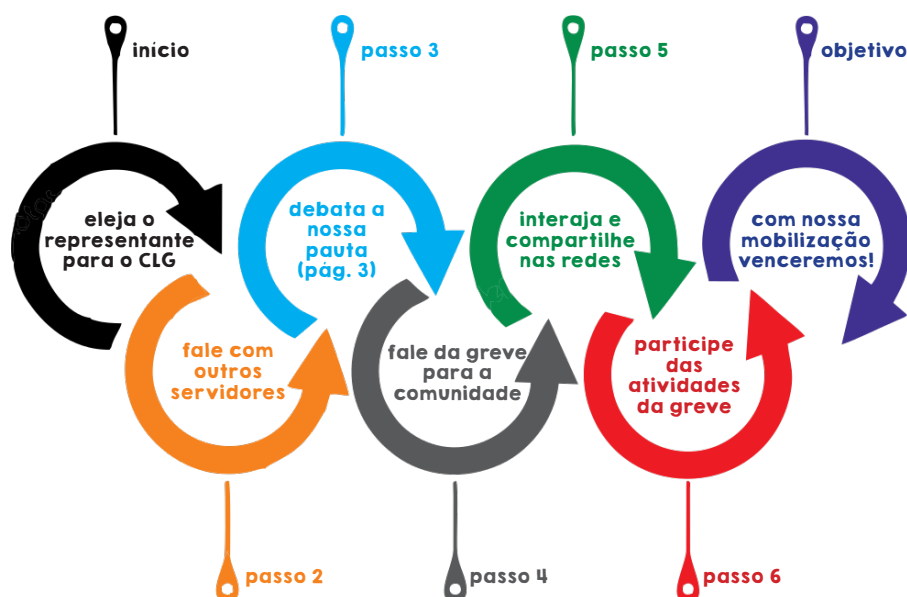 início
eleja o
representante
para o CLG
passo 2
fale com
outros
servidores
passo 3
debata a
nossa
pauta
(pág. 3)
passo 4
fale da greve
para a
comunidade
passo 5
interaja e
compartilhe
nas redes
passo 6
participe
das
atividades
da greve
objetivo
com nossa
mobilização
venceremos!